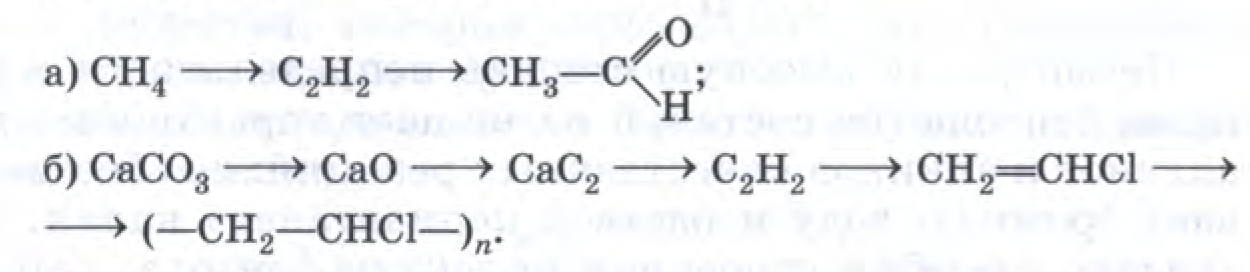 а) CH₄ ⟶ C₂H₂ ⟶ CH₃—C(=O)—H;
б) CaCO₃ ⟶ CaO ⟶ CaC₂ ⟶ C₂H₂ ⟶ CH₂=CHCl ⟶
⟶ (—CH₂—CHCl—)ₙ.